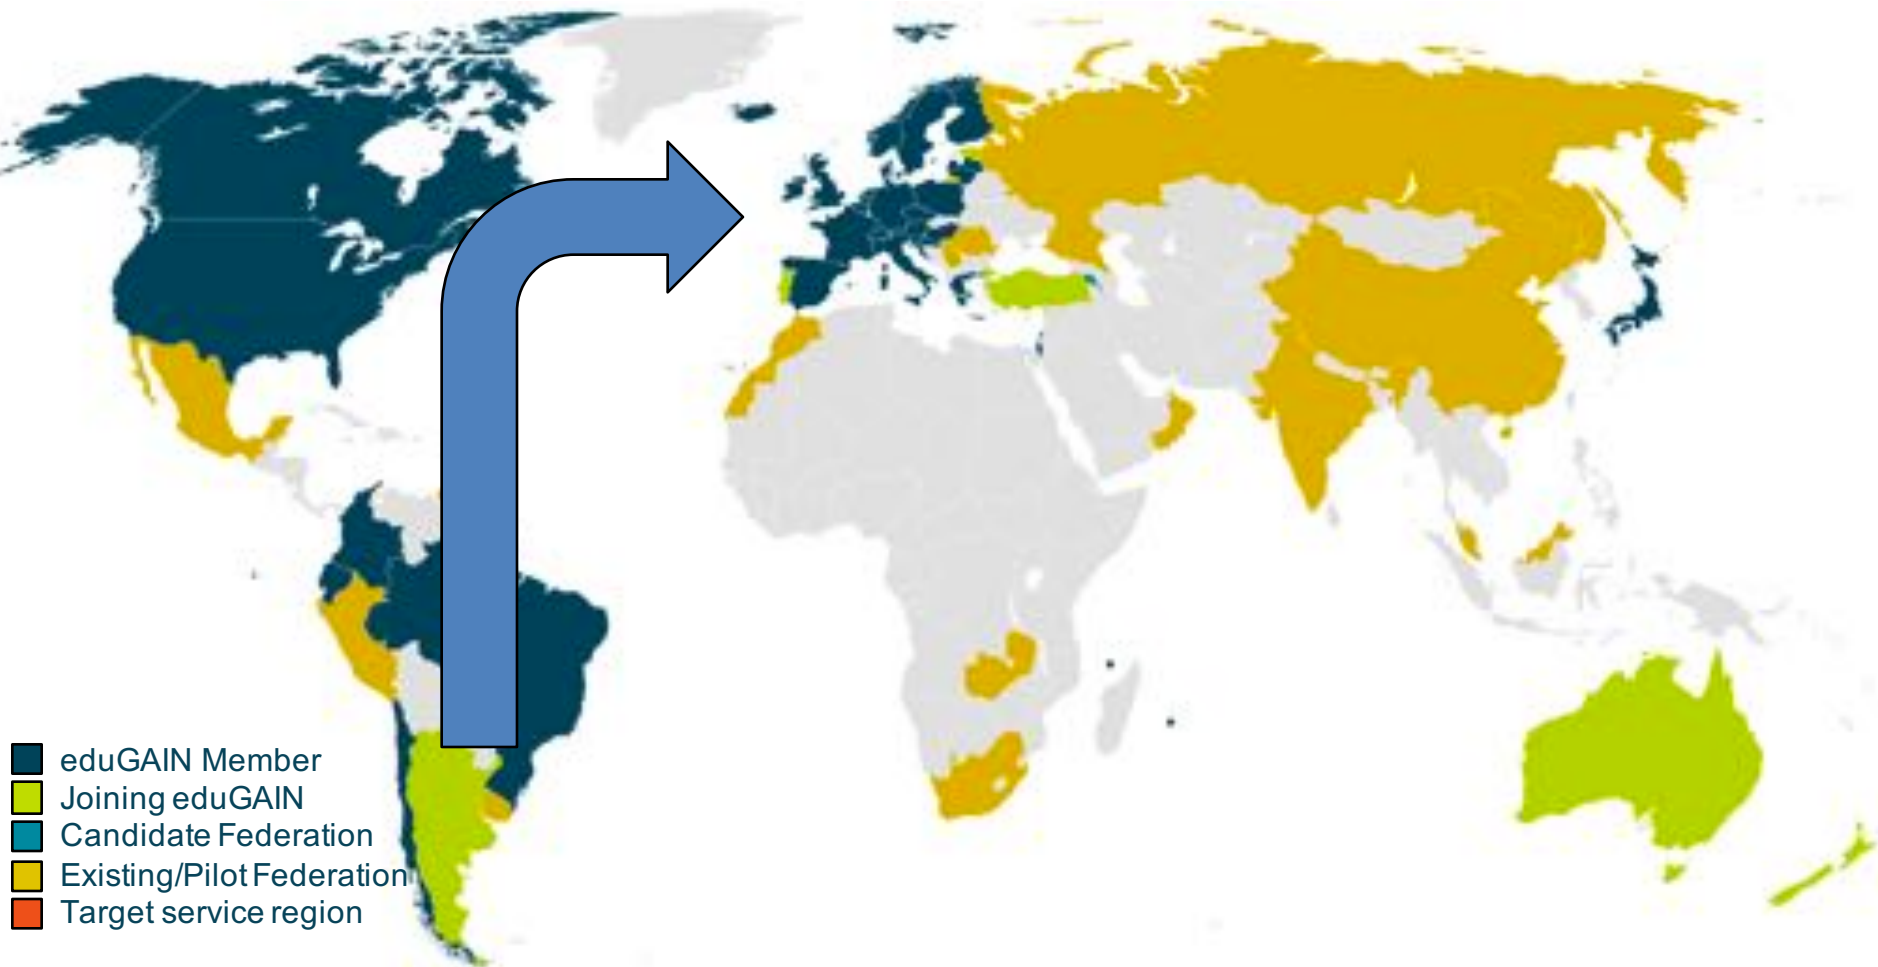 eduGAIN Member
Joining eduGAIN
Candidate Federation
Existing/Pilot Federation
Target service region